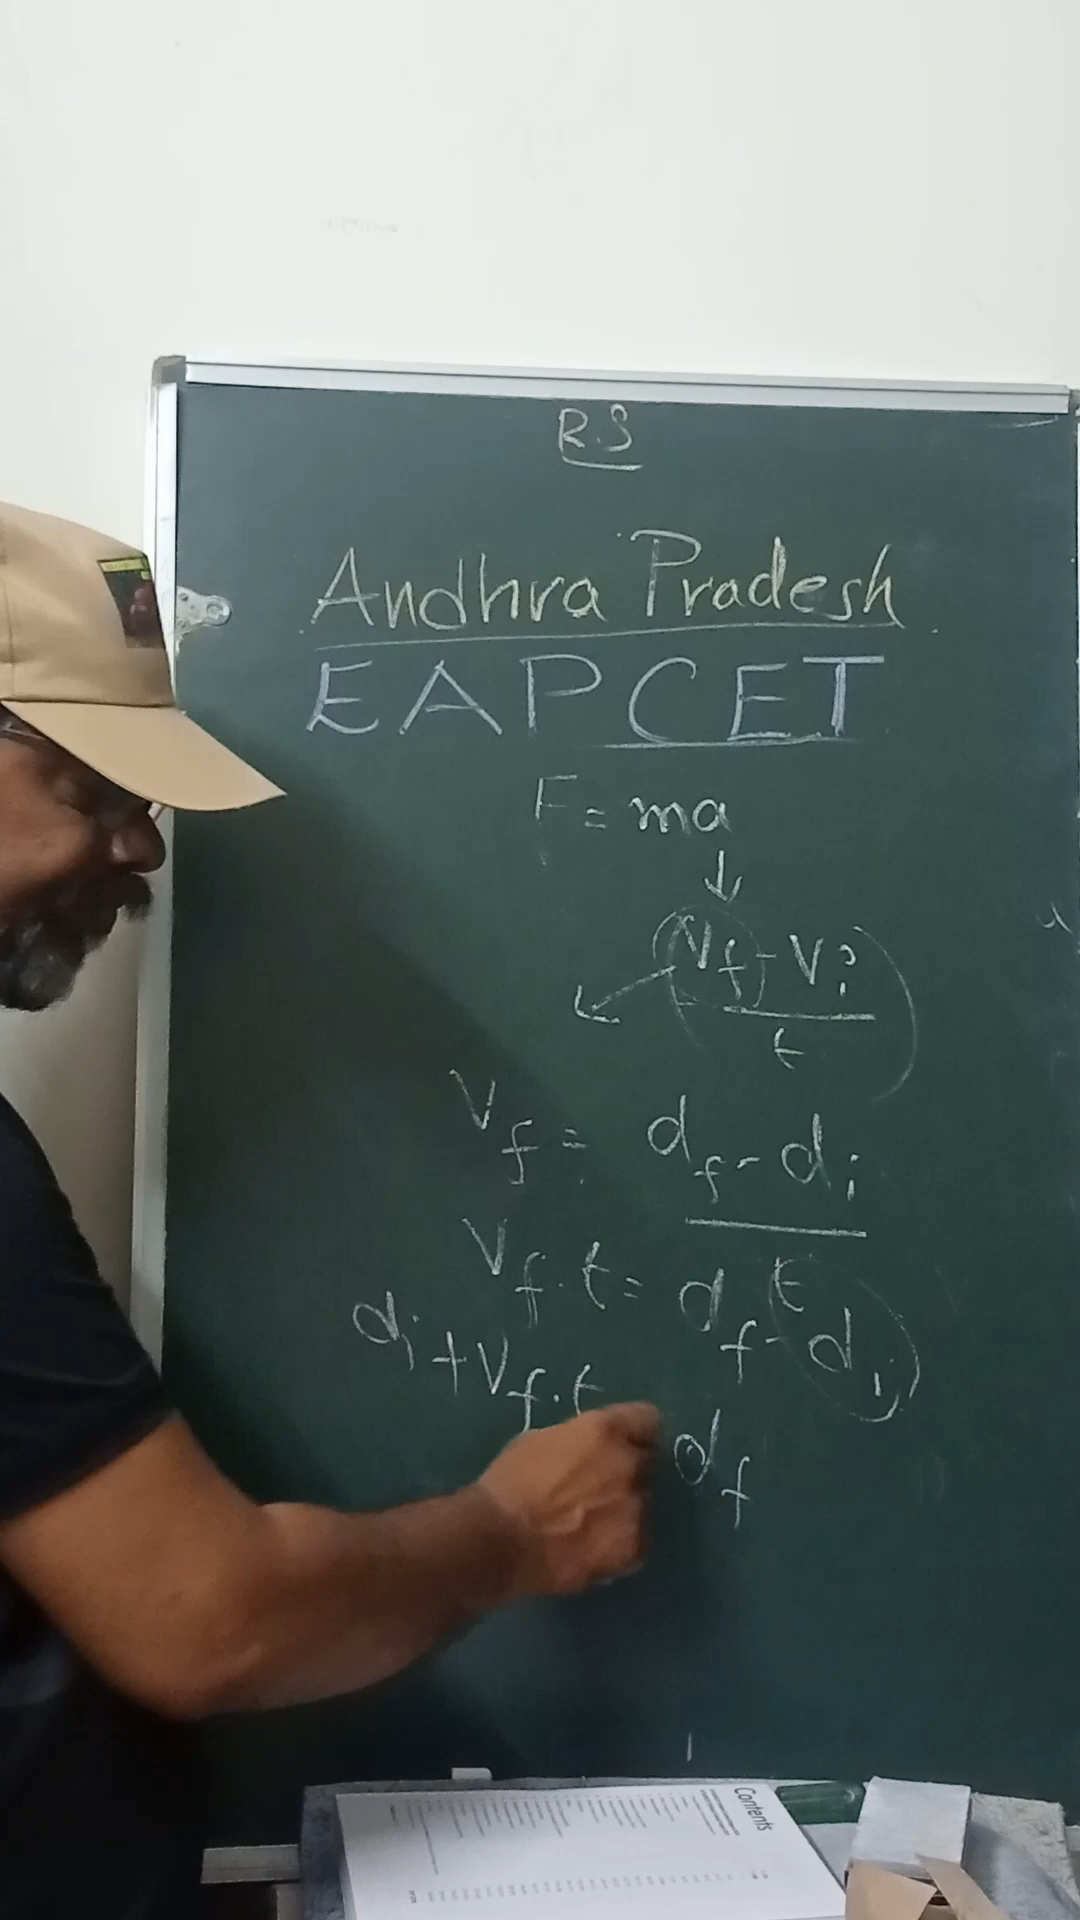 R.S
Andhra Pradesh
EAPCET
F = ma
↓
(Vf - Vi)
t
Vf = df - di
t
Vf . t = df - di
di + Vf . t
df
Contents